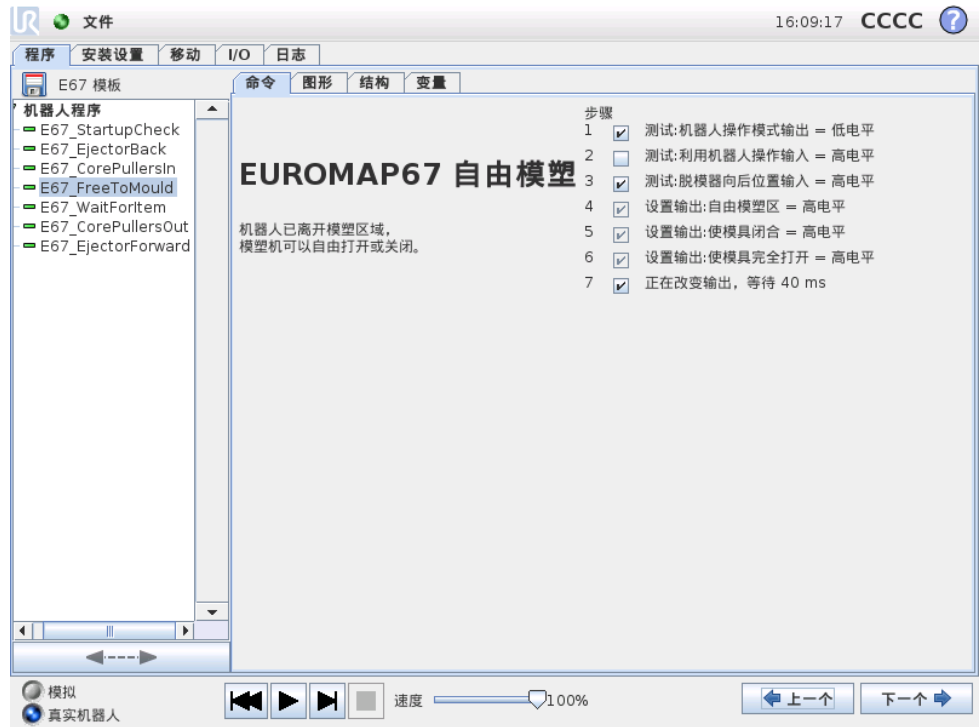 UR 文件 16:09:17 CCCC ?
程序 安装设置 移动 I/O 日志
E67 模板
命令 图形 结构 变量
机器人程序
E67_StartupCheck
E67_EjectorBack
E67_CorePullersIn
E67_FreeToMould
E67_WaitForItem
E67_CorePullersOut
E67_EjectorForward
EUROMAP67 自由模塑
机器人已离开模塑区域，
模塑机可以自由打开或关闭。
步骤
1 测试:机器人操作模式输出 = 低电平
2 测试:利用机器人操作输入 = 高电平
3 测试:脱模器向后位置输入 = 高电平
4 设置输出:自由模塑区 = 高电平
5 设置输出:使模具闭合 = 高电平
6 设置输出:使模具完全打开 = 高电平
7 正在改变输出，等待 40 ms
模拟
真实机器人
速度 100%
上一个 下一个